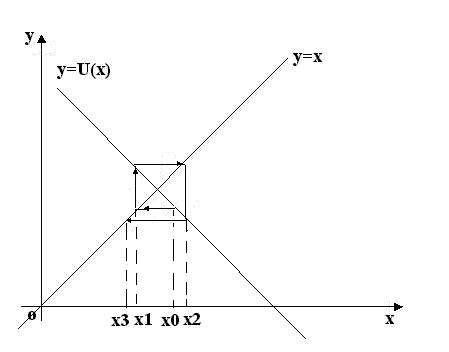 y
y=U(x)
y=x
o
x3 x1 x0 x2
x